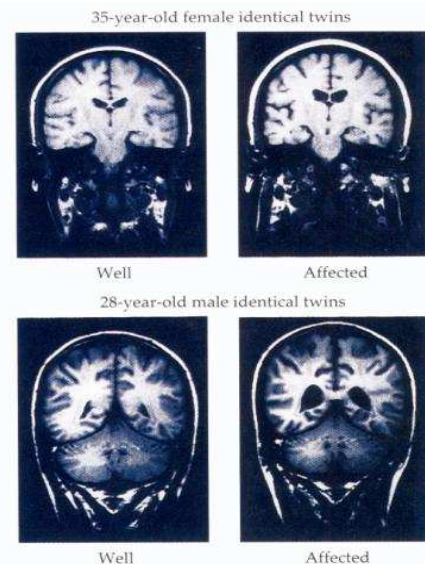 35-year-old female identical twins
Well Affected
28-year-old male identical twins
Well Affected